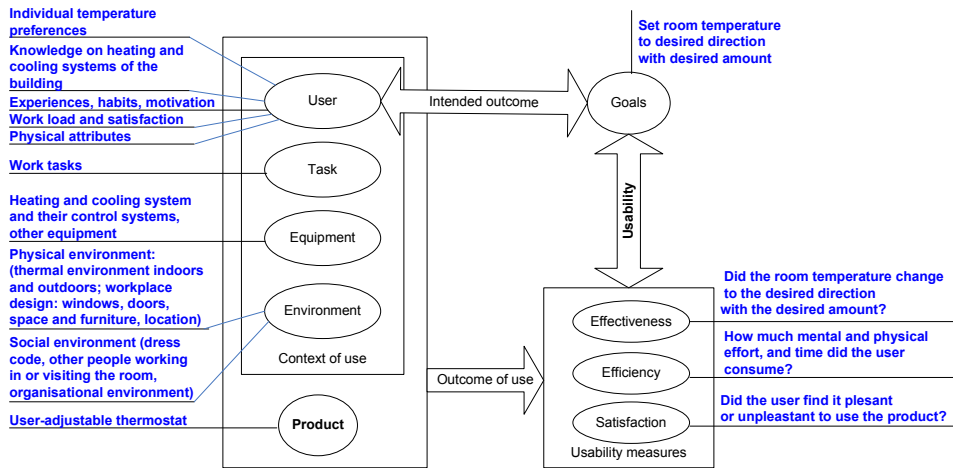 Individual temperature
preferences
Knowledge on heating and
cooling systems of the
building
Experiences, habits, motivation
Work load and satisfaction
Physical attributes
Work tasks
Heating and cooling system
and their control systems,
other equipment
Physical environment:
(thermal environment indoors
and outdoors; workplace
design: windows, doors,
space and furniture, location)
Social environment (dress
code, other people working
in or visiting the room,
organisational environment)
User-adjustable thermostat
User
Task
Equipment
Environment
Context of use
Product
Intended outcome
Outcome of use
Set room temperature
to desired direction
with desired amount
Goals
Usability
Effectiveness
Efficiency
Satisfaction
Usability measures
Did the room temperature change
to the desired direction
with the desired amount?
How much mental and physical
effort, and time did the user
consume?
Did the user find it plesant
or unpleastant to use the product?